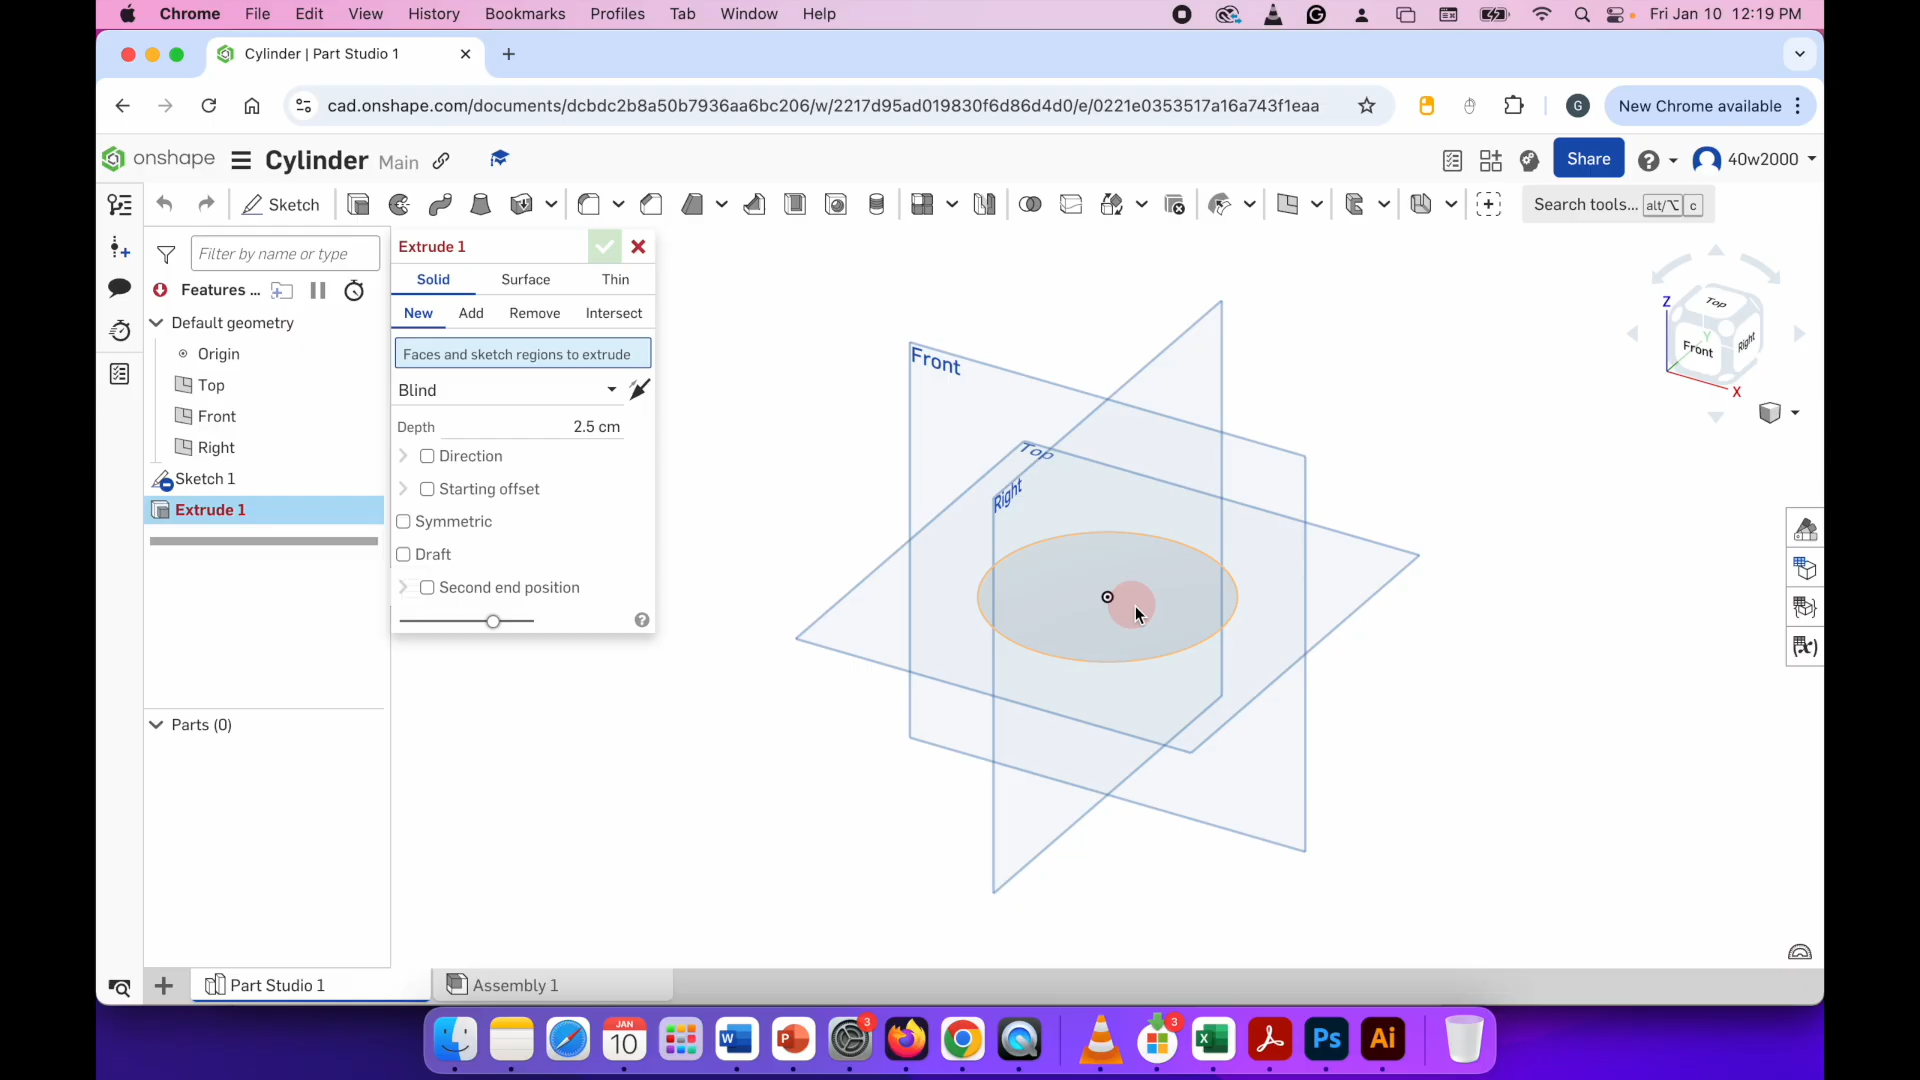 Chrome File Edit View History Bookmarks Profiles Tab Window Help Fri Jan 10 12:19 PM
Cylinder | Part Studio 1
cad.onshape.com/documents/dcbdc2b8a50b7936aa6bc206/w/2217d95ad019830f6d86d4d0/e/0221e0353517a16a743f1eaa G New Chrome available
onshape Cylinder Main Share 40w2000
Sketch Search tools... alt/⌥ c
Filter by name or type
Features ...
Default geometry
Origin
Top
Front
Right
Sketch 1
Extrude 1
Parts (0)
Extrude 1
Solid Surface Thin
New Add Remove Intersect
Faces and sketch regions to extrude
Blind
Depth 2.5 cm
Direction
Starting offset
Symmetric
Draft
Second end position
Front
Top
Right
Top
Z
Y
Front Right
X
(x)
Part Studio 1 Assembly 1
JAN
10
W
P
3
3
X
Ps
Ai